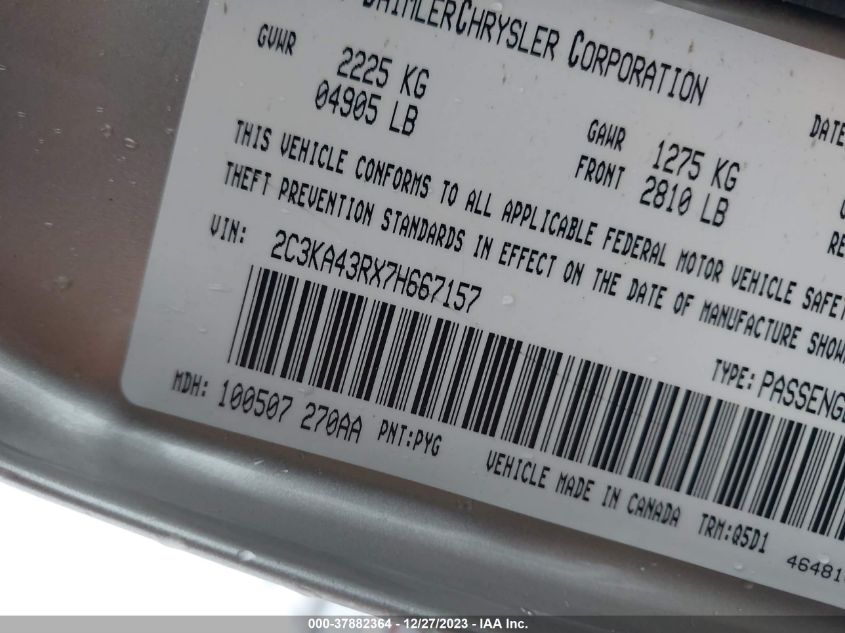 DAIMLERCHRYSLER CORPORATION
GVWR 2225 KG
04905 LB
GAWR 1275 KG
FRONT 2810 LB
DATE
THIS VEHICLE CONFORMS TO ALL APPLICABLE FEDERAL MOTOR VEHICLE SAFET
THEFT PREVENTION STANDARDS IN EFFECT ON THE DATE OF MANUFACTURE SHOW
VIN: 2C3KA43RX7H667157
TYPE: PASSENG
MDH: 100507 270AA PNT:PYG
VEHICLE MADE IN CANADA TRM:Q5D1
000-37882364 - 12/27/2023 - IAA Inc.